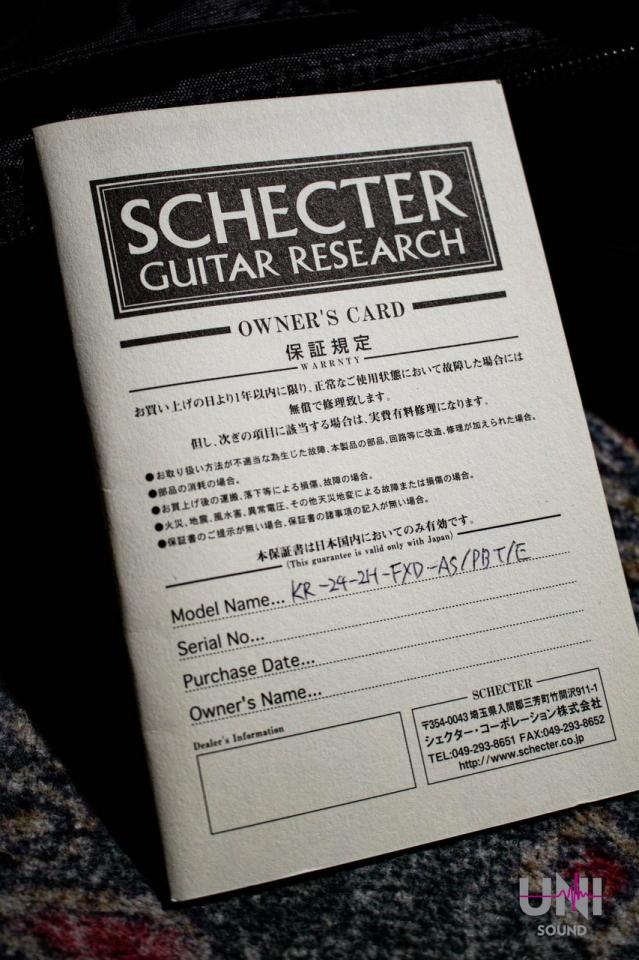 SCHECTER
GUITAR RESEARCH
OWNER'S CARD
保証規定
WARRNTY
お買い上げの日より1年以内に限り、正常なご使用状態において故障した場合には
無償で修理致します。
但し、次ぎの項目に該当する場合は、実費有料修理になります。
●お取り扱い方法が不適当な為生じた故障、本製品の部品、回路等に改造、修理が加えられた場合。
●部品の消耗の場合。
●お買上げ後の運搬、落下等による損傷、故障の場合。
●火災、地震、風水害、異常電圧、その他天災地変による故障または損傷の場合。
●保証書のご提示が無い場合、保証書の諸事項の記入が無い場合。
本保証書は日本国内においてのみ有効です。
(This guarantee is valid only with Japan)
Model Name... KR-24-2H-FXD-AS/PBT/E
Serial No...
Purchase Date...
Owner's Name...
Dealer's Information
SCHECTER
〒354-0043 埼玉県入間郡三芳町竹間沢911-1
シェクター・コーポレーション株式会社
TEL:049-293-8651 FAX:049-293-8652
http://www.schecter.co.jp
UNI
SOUND